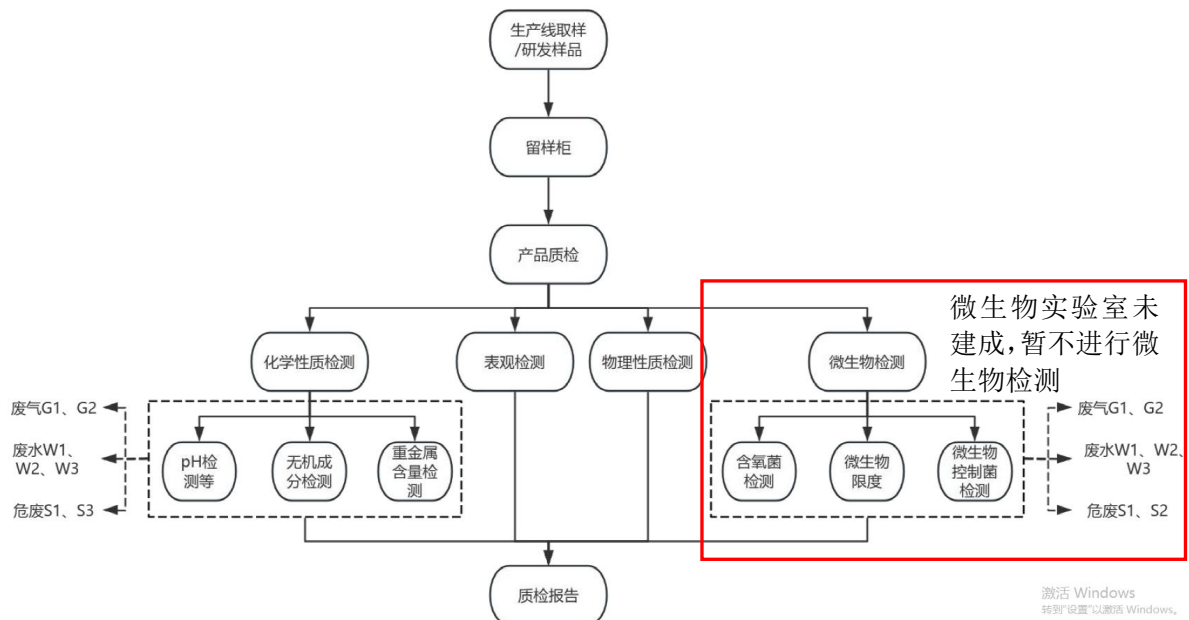 生产线取样
/研发样品
留样柜
产品质检
微生物实验室未
建成,暂不进行微
生物检测
化学性质检测
表观检测
物理性质检测
微生物检测
废气G1、G2
废水W1、
W2、W3
危废S1、S3
pH检
测等
无机成
分检测
重金属
含量检
测
含氧菌
检测
微生物
限度
微生物
控制菌
检测
废气G1、G2
废水W1、W2、
W3
危废S1、S2
质检报告
激活 Windows
转到"设置"以激活 Windows。